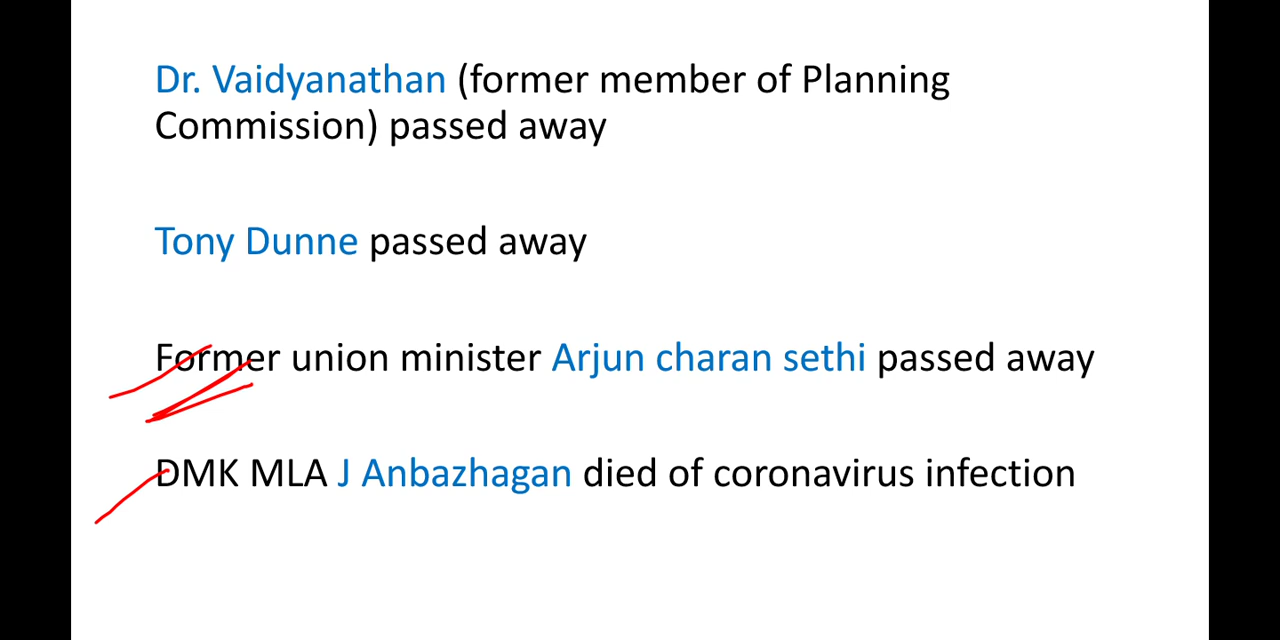 Dr. Vaidyanathan (former member of Planning
Commission) passed away
Tony Dunne passed away
Former union minister Arjun charan sethi passed away
DMK MLA J Anbazhagan died of coronavirus infection